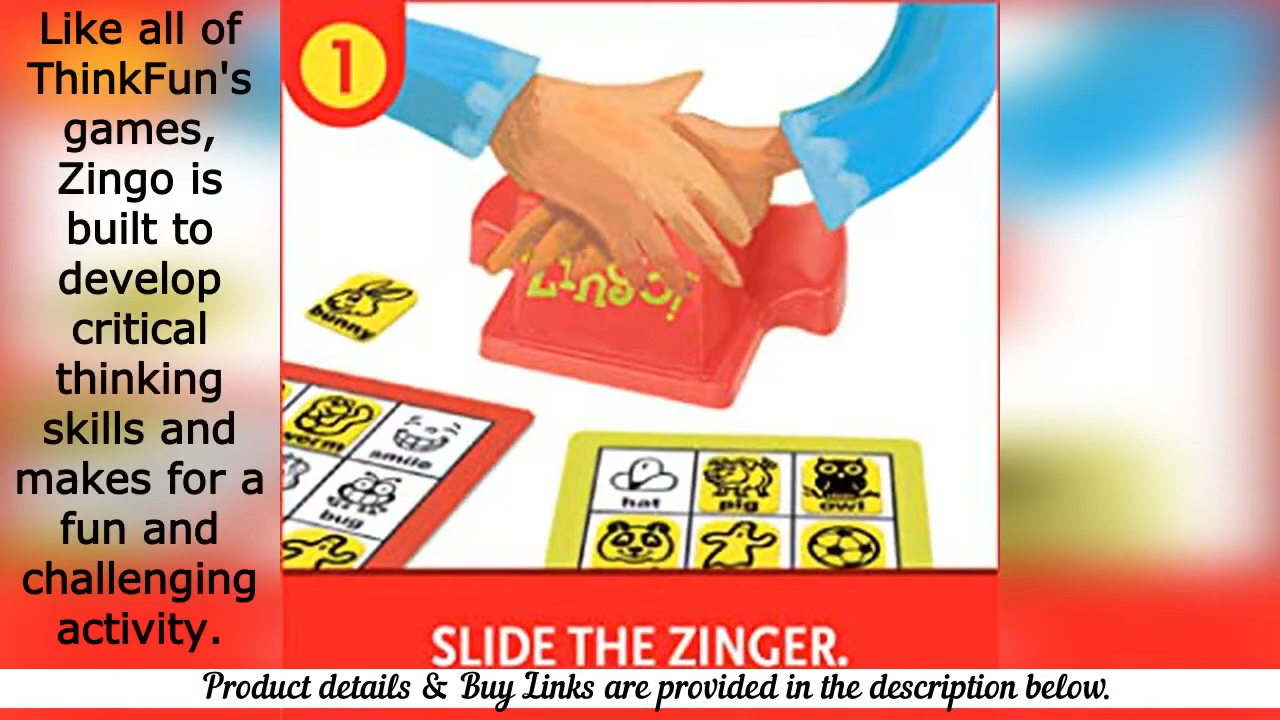 Like all of
ThinkFun's
games,
Zingo is
built to
develop
critical
thinking
skills and
makes for a
fun and
challenging
activity.
1
Zingo!
bunny
worm
smile
bug
hat
pig
owl
SLIDE THE ZINGER.
Product details & Buy Links are provided in the description below.